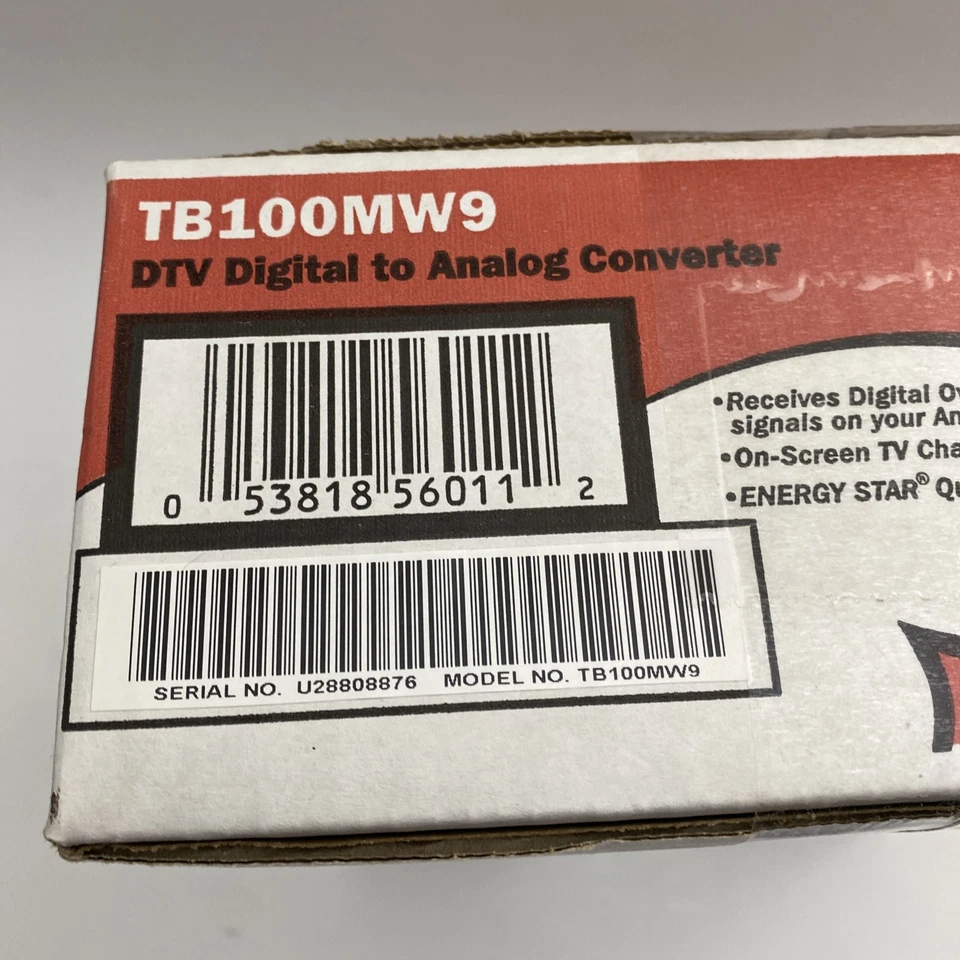 TB100MW9
DTV Digital to Analog Converter
0 53818 56011 2
SERIAL NO. U28808876 MODEL NO. TB100MW9
•Receives Digital
signals on your
•On-Screen TV
•ENERGY STAR®